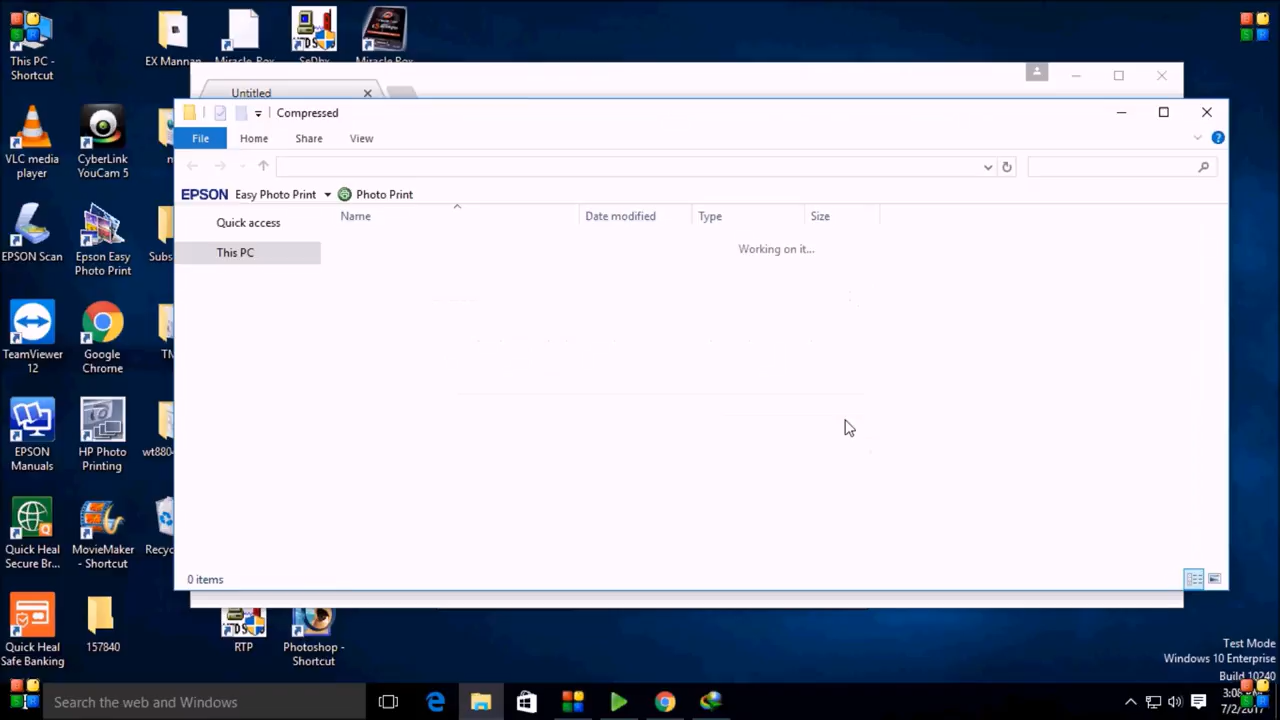 This PC - Shortcut
EX Mannan
Miracle Box
Miracle Box
Untitled
Compressed
File
Home
Share
View
VLC media player
CyberLink YouCam 5
EPSON Easy Photo Print
Photo Print
Name
Date modified
Type
Size
Quick access
This PC
Working on it...
EPSON Scan
Epson Easy Photo Print
Subs
TeamViewer 12
Google Chrome
TM
EPSON Manuals
HP Photo Printing
wt880
Quick Heal Secure Br...
MovieMaker - Shortcut
Recyc
0 items
Quick Heal Safe Banking
157840
RTP
Photoshop - Shortcut
Test Mode
Windows 10 Enterprise
Build 10240
Search the web and Windows
3:08
7/2/2017